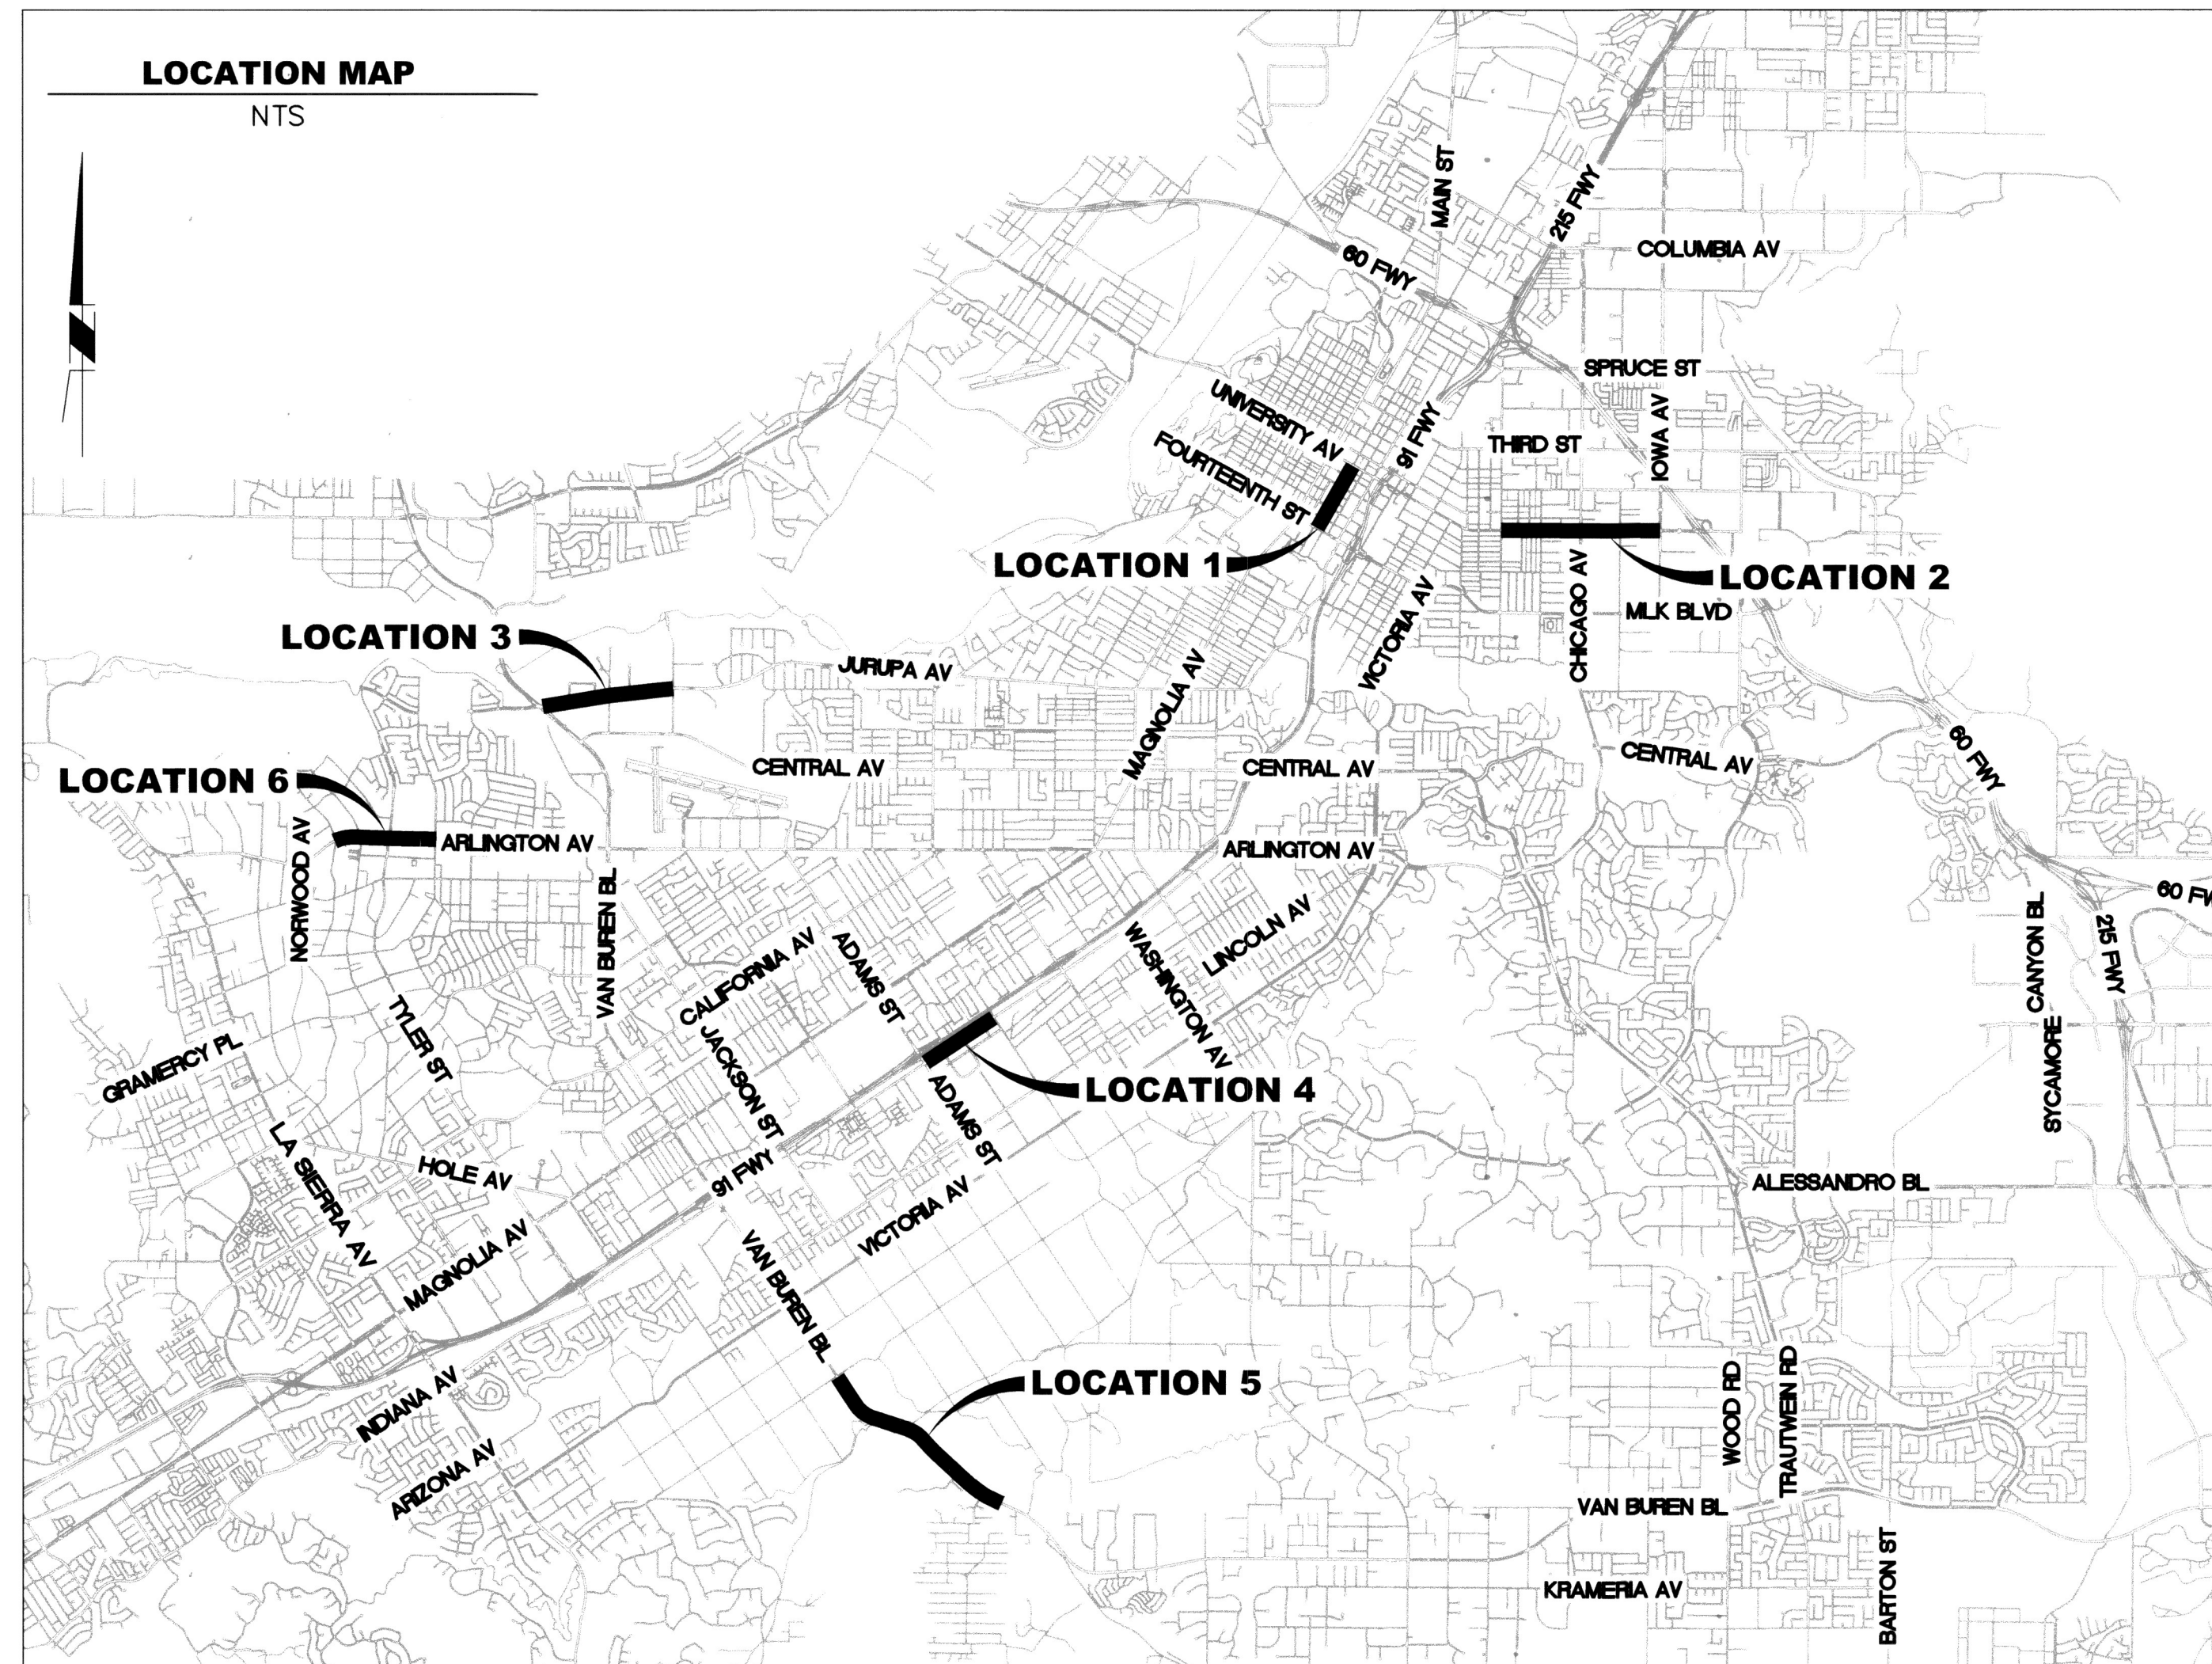 LOCATION MAP
NTS
MAIN ST
215 FWY
COLUMBIA AV
60 FWY
SPRUCE ST
UNIVERSITY AV
91 FWY
IOWA AV
FOURTEENTH ST
THIRD ST
LOCATION 1
LOCATION 2
CHICAGO AV
MLK BLVD
VICTORIA AV
LOCATION 3
JURUPA AV
MAGNOLIA AV
CENTRAL AV
CENTRAL AV
CENTRAL AV
60 FWY
LOCATION 6
NORWOOD AV
ARLINGTON AV
ARLINGTON AV
VAN BUREN BL
60 FW
CALIFORNIA AV
ADAMS ST
WASHINGTON AV
LINCOLN AV
SYCAMORE CANYON BL
215 FWY
TYLER ST
JACKSON ST
GRAMERCY PL
LOCATION 4
ADAMS ST
LA SIERRA AV
HOLE AV
91 FWY
VICTORIA AV
ALESSANDRO BL
MAGNOLIA AV
VAN BUREN BL
LOCATION 5
INDIANA AV
WOOD RD
TRAUTWEIN RD
ARIZONA AV
VAN BUREN BL
KRAMERIA AV
BARTON ST